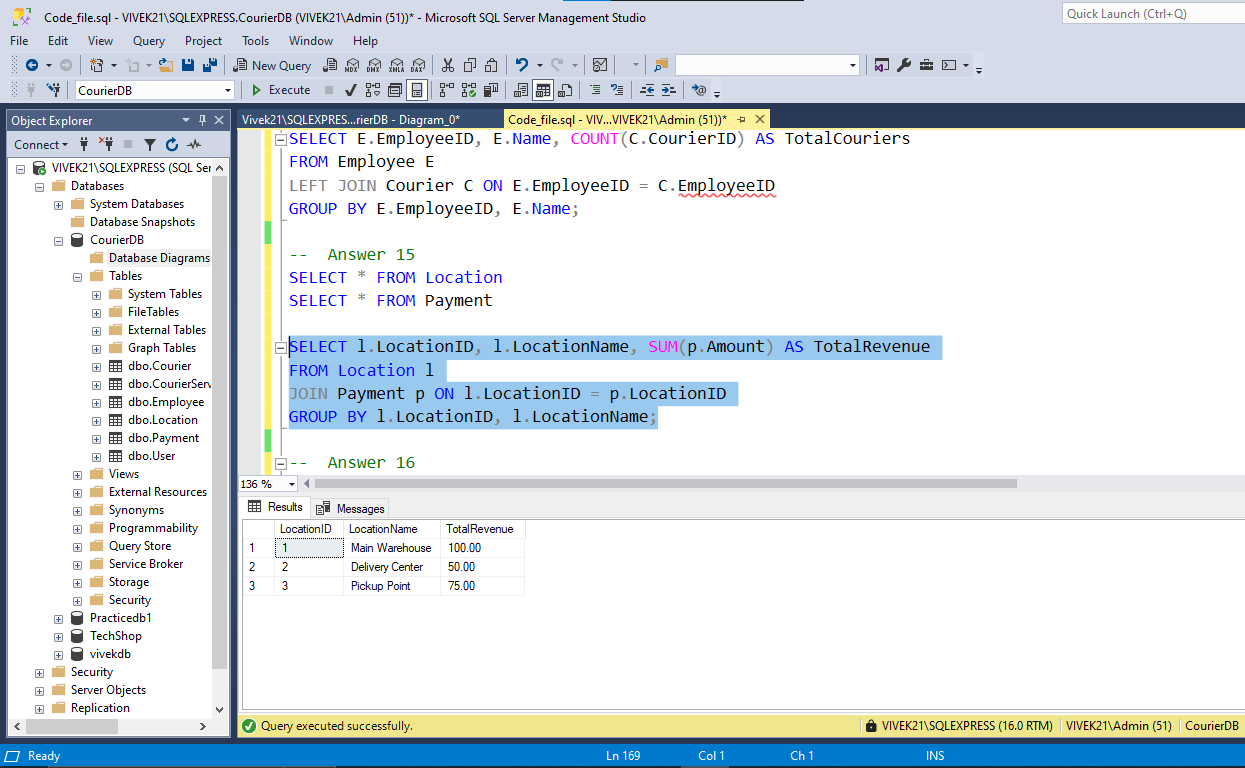 Code_file.sql - VIVEK21\SQLEXPRESS.CourierDB (VIVEK21\Admin (51))* - Microsoft SQL Server Management Studio
Quick Launch (Ctrl+Q)
File Edit View Query Project Tools Window Help
New Query MDX DMX XMLA DAX
CourierDB Execute
Object Explorer
Vivek21\SQLEXPRES...rierDB - Diagram_0*
Code_file.sql - VIV...VIVEK21\Admin (51))*
Connect
VIVEK21\SQLEXPRESS (SQL Ser
Databases
System Databases
Database Snapshots
CourierDB
Database Diagrams
Tables
System Tables
FileTables
External Tables
Graph Tables
dbo.Courier
dbo.CourierServ
dbo.Employee
dbo.Location
dbo.Payment
dbo.User
Views
External Resources
Synonyms
Programmability
Query Store
Service Broker
Storage
Security
Practicedb1
TechShop
vivekdb
Security
Server Objects
Replication
SELECT E.EmployeeID, E.Name, COUNT(C.CourierID) AS TotalCouriers
FROM Employee E
LEFT JOIN Courier C ON E.EmployeeID = C.EmployeeID
GROUP BY E.EmployeeID, E.Name;
-- Answer 15
SELECT * FROM Location
SELECT * FROM Payment
SELECT l.LocationID, l.LocationName, SUM(p.Amount) AS TotalRevenue
FROM Location l
JOIN Payment p ON l.LocationID = p.LocationID
GROUP BY l.LocationID, l.LocationName;
-- Answer 16
136 %
Results Messages
LocationID LocationName TotalRevenue
1 1 Main Warehouse 100.00
2 2 Delivery Center 50.00
3 3 Pickup Point 75.00
Query executed successfully.
VIVEK21\SQLEXPRESS (16.0 RTM) VIVEK21\Admin (51) CourierDB
Ready Ln 169 Col 1 Ch 1 INS